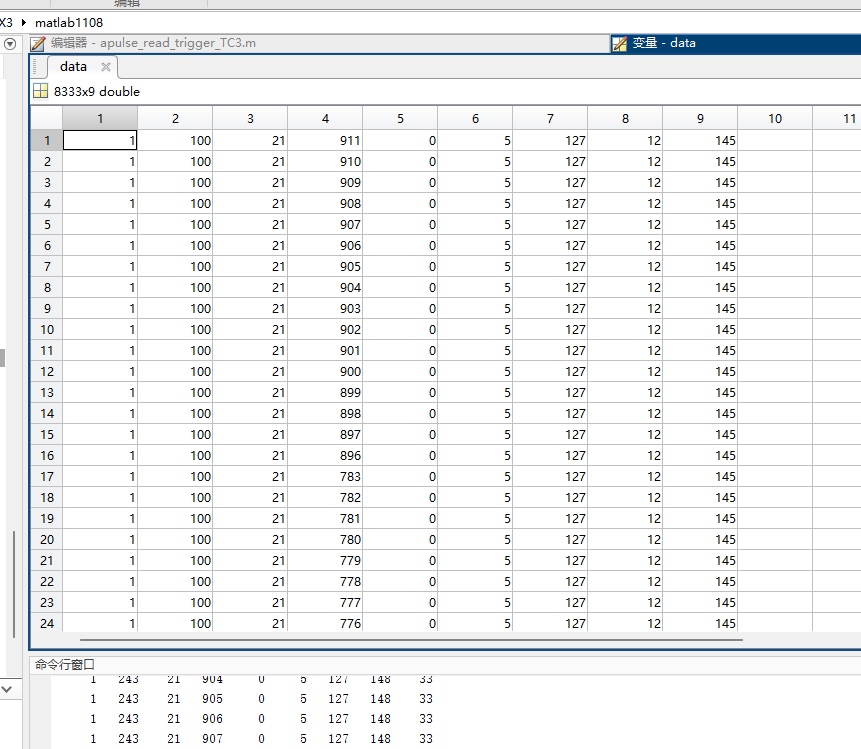 编辑
X3 ▸ matlab1108
编辑器 - apulse_read_trigger_TC3.m
变量 - data
data
8333x9 double
1 2 3 4 5 6 7 8 9 10 11
1 1 100 21 911 0 5 127 12 145
2 1 100 21 910 0 5 127 12 145
3 1 100 21 909 0 5 127 12 145
4 1 100 21 908 0 5 127 12 145
5 1 100 21 907 0 5 127 12 145
6 1 100 21 906 0 5 127 12 145
7 1 100 21 905 0 5 127 12 145
8 1 100 21 904 0 5 127 12 145
9 1 100 21 903 0 5 127 12 145
10 1 100 21 902 0 5 127 12 145
11 1 100 21 901 0 5 127 12 145
12 1 100 21 900 0 5 127 12 145
13 1 100 21 899 0 5 127 12 145
14 1 100 21 898 0 5 127 12 145
15 1 100 21 897 0 5 127 12 145
16 1 100 21 896 0 5 127 12 145
17 1 100 21 783 0 5 127 12 145
18 1 100 21 782 0 5 127 12 145
19 1 100 21 781 0 5 127 12 145
20 1 100 21 780 0 5 127 12 145
21 1 100 21 779 0 5 127 12 145
22 1 100 21 778 0 5 127 12 145
23 1 100 21 777 0 5 127 12 145
24 1 100 21 776 0 5 127 12 145
命令行窗口
1 243 21 904 0 5 127 148 33
1 243 21 905 0 5 127 148 33
1 243 21 906 0 5 127 148 33
1 243 21 907 0 5 127 148 33